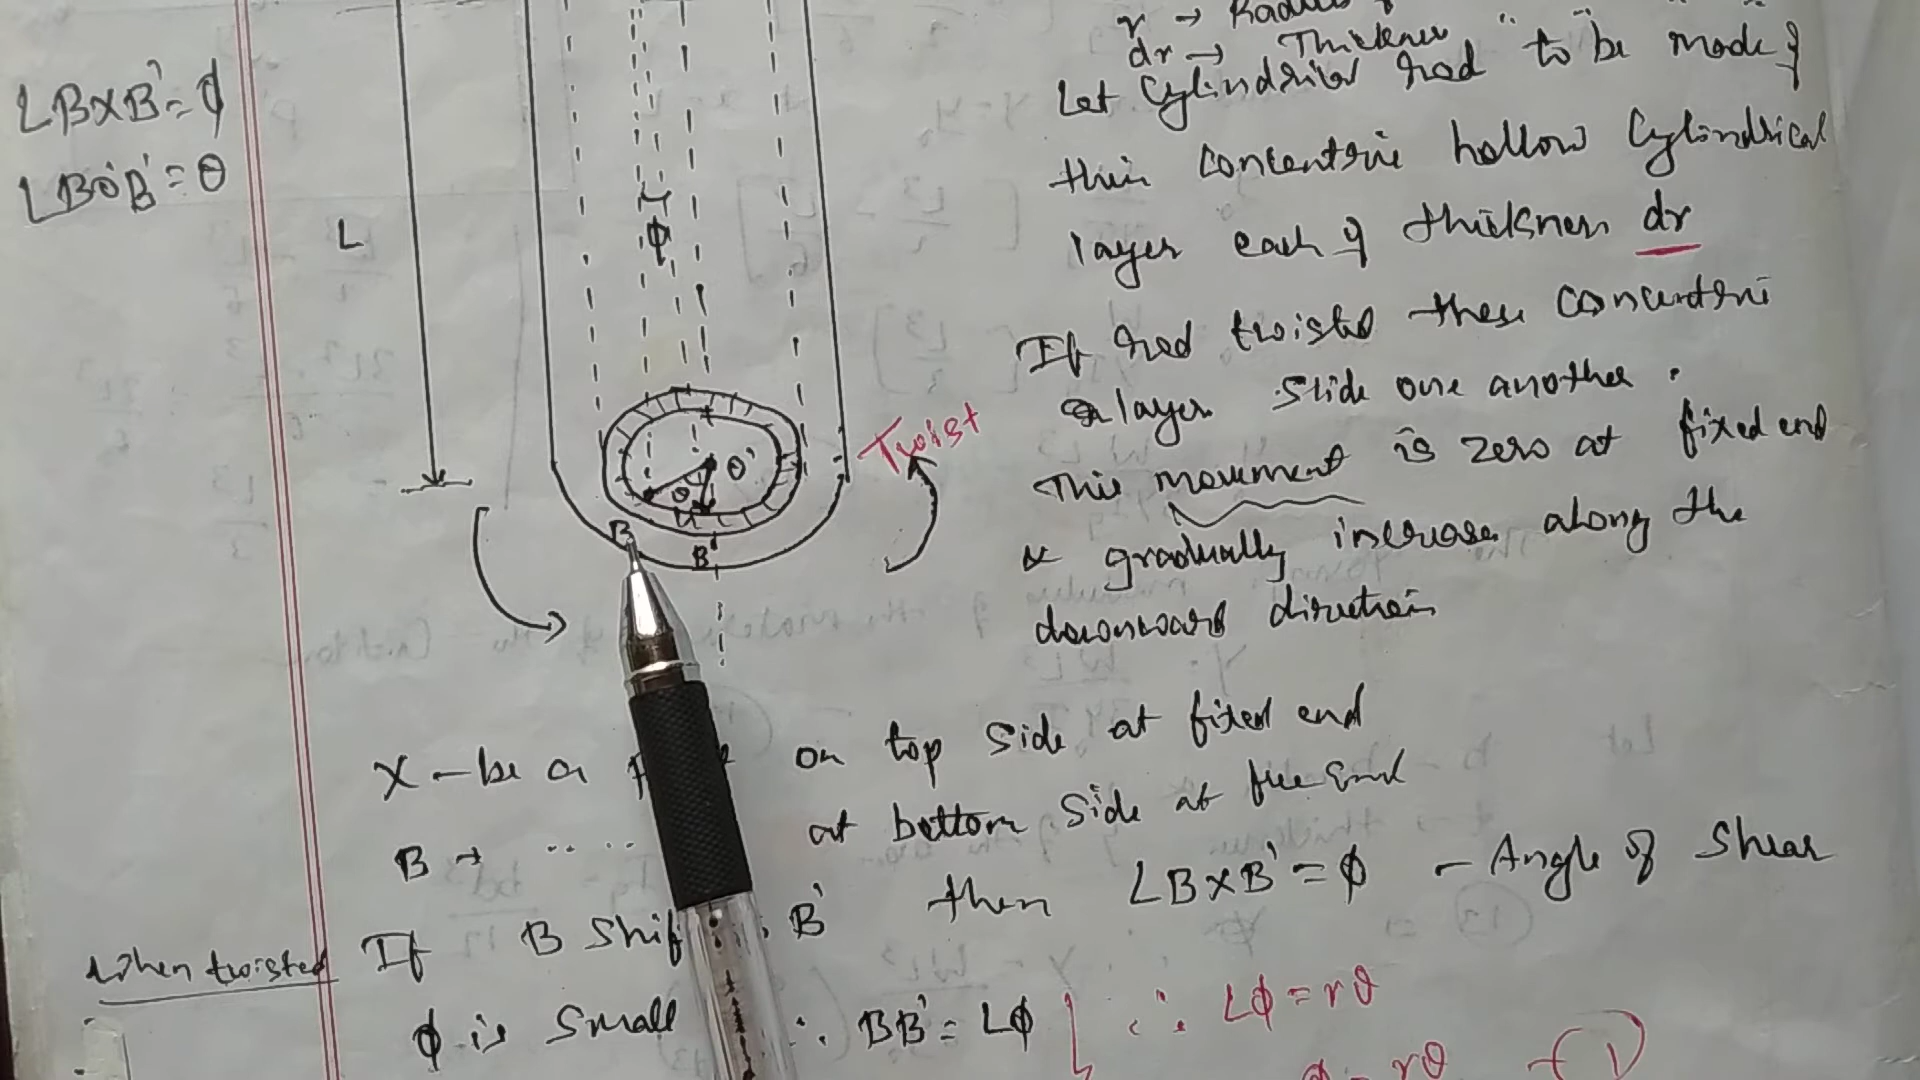 ∠BXB' = ϕ
∠BO'B' = θ
L
ϕ
θ'
θ
B
B'
Twist
r → Radius
dr → Thickness " "
Let Cylindrical rod to be made of
thin concentric hollow Cylindrical
layer each of thickness dr
If rod twisted these concentric
layer slide one another.
This movement is zero at fixed end
& gradually increase along the
downward direction
X - be a on top side at fixed end
B → .. .. at bottom side at free end
When twisted
If B shif B' then ∠BXB' = ϕ - Angle of shear
ϕ is small ∴ BB' = Lϕ
∴ Lϕ = rθ
ϕ = rθ - (1)